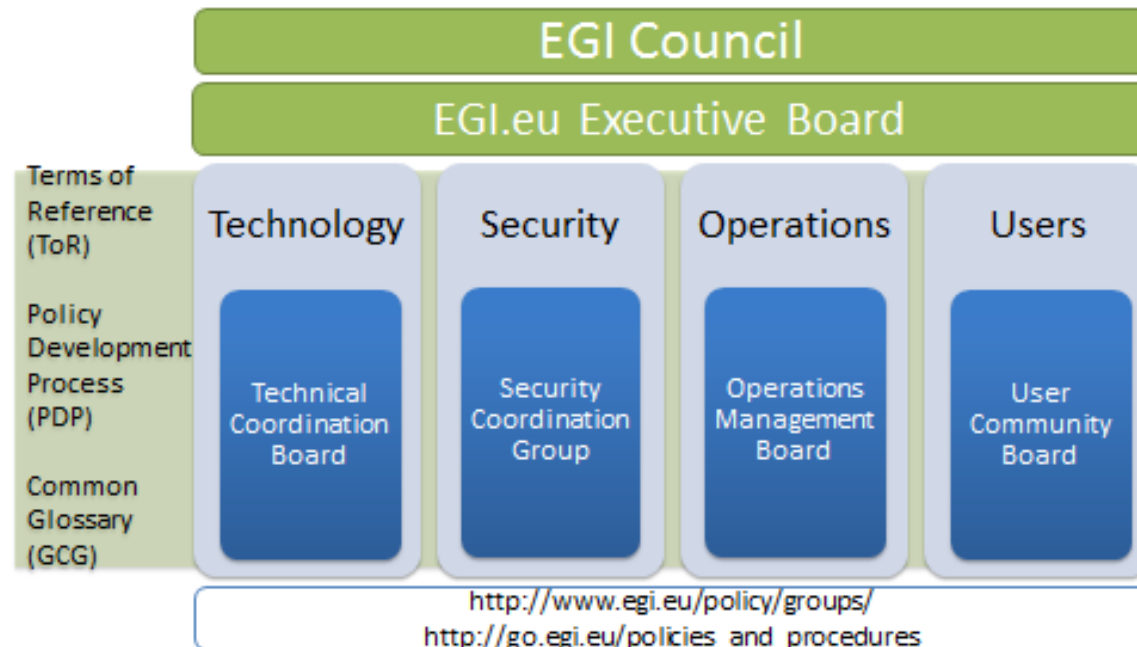 EGI Council
EGI.eu Executive Board
Terms of
Reference
(ToR)
Policy
Development
Process
(PDP)
Common
Glossary
(GCG)
Technology
Technical
Coordination
Board
Security
Security
Coordination
Group
Operations
Operations
Management
Board
Users
User
Community
Board
http://www.egi.eu/policy/groups/
http://go.egi.eu/policies_and_procedures